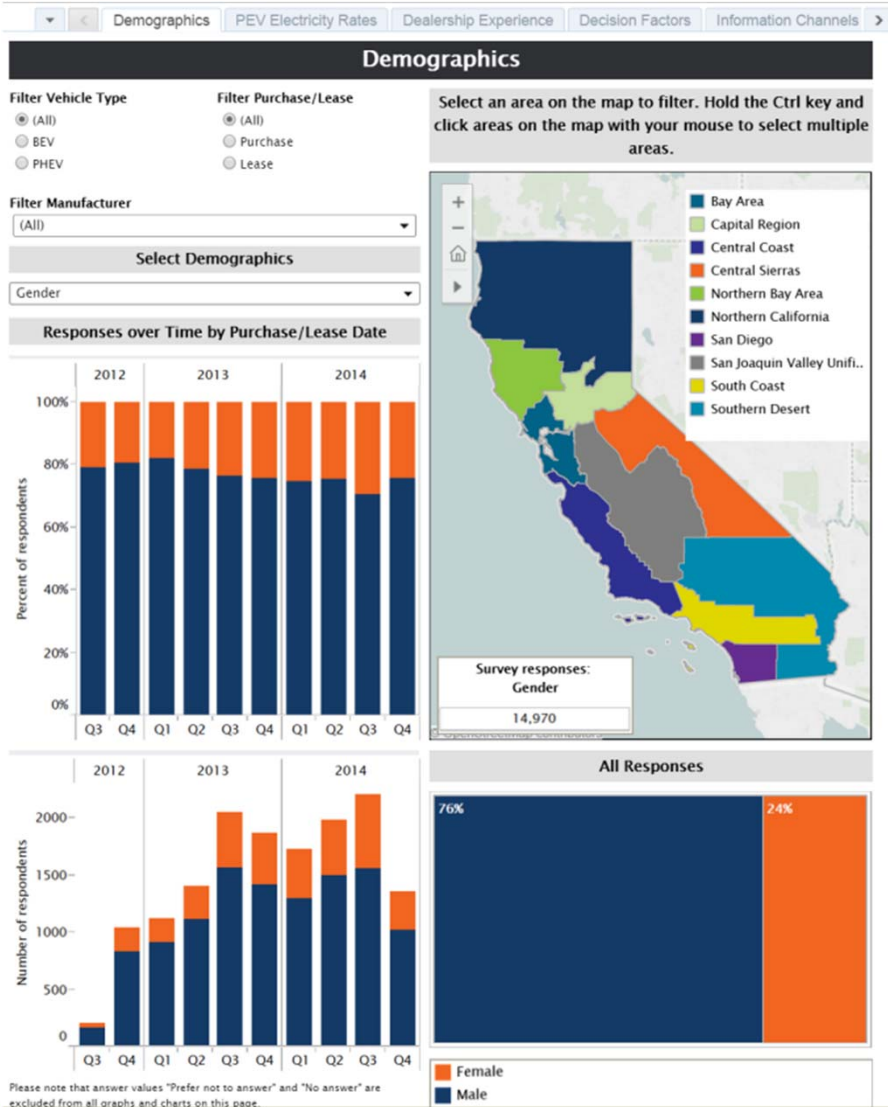 Demographics
PEV Electricity Rates
Dealership Experience
Decision Factors
Information Channels
Demographics
Filter Vehicle Type
(All)
BEV
PHEV
Filter Purchase/Lease
(All)
Purchase
Lease
Filter Manufacturer
(All)
Select Demographics
Gender
Responses over Time by Purchase/Lease Date
2012 2013 2014
100%
80%
60%
40%
20%
0%
Percent of respondents
Q3 Q4 Q1 Q2 Q3 Q4 Q1 Q2 Q3 Q4
2012 2013 2014
2000
1500
1000
500
0
Number of respondents
Q3 Q4 Q1 Q2 Q3 Q4 Q1 Q2 Q3 Q4
Please note that answer values "Prefer not to answer" and "No answer" are
excluded from all graphs and charts on this page.
Select an area on the map to filter. Hold the Ctrl key and
click areas on the map with your mouse to select multiple
areas.
Bay Area
Capital Region
Central Coast
Central Sierras
Northern Bay Area
Northern California
San Diego
San Joaquin Valley Unifi..
South Coast
Southern Desert
Survey responses:
Gender
14,970
© OpenStreetMap contributors
All Responses
76% 24%
Female
Male